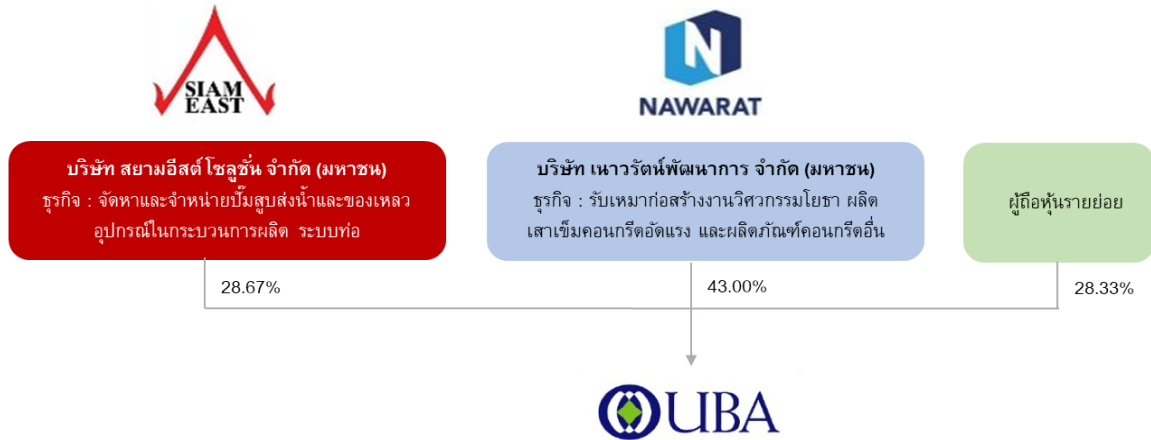 SIAM
EAST
NAWARAT
บริษัท สยามอีสต์ โซลูชั่น จำกัด (มหาชน)
ธุรกิจ : จัดหาและจำหน่ายปั๊มสูบส่งน้ำและของเหลว
อุปกรณ์ในกระบวนการผลิต ระบบท่อ
บริษัท เนาวรัตน์พัฒนาการ จำกัด (มหาชน)
ธุรกิจ : รับเหมาก่อสร้างงานวิศวกรรมโยธา ผลิต
เสาเข็มคอนกรีตอัดแรง และผลิตภัณฑ์คอนกรีตอื่น
ผู้ถือหุ้นรายย่อย
28.67%
43.00%
28.33%
UBA